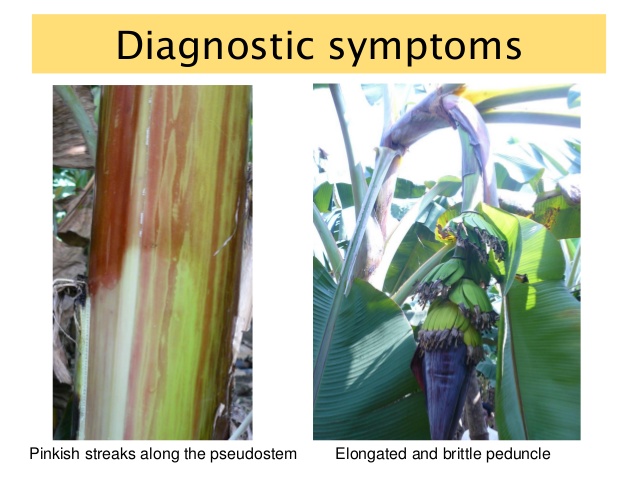 Diagnostic symptoms
Pinkish streaks along the pseudostem
Elongated and brittle peduncle